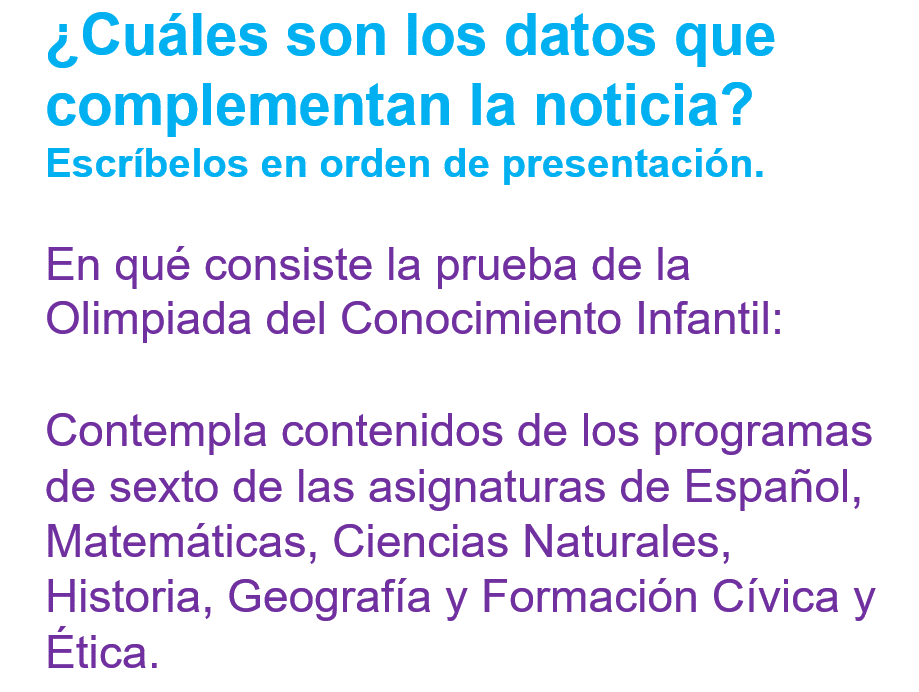 ¿Cuáles son los datos que
complementan la noticia?
Escríbelos en orden de presentación.
En qué consiste la prueba de la
Olimpiada del Conocimiento Infantil:
Contempla contenidos de los programas
de sexto de las asignaturas de Español,
Matemáticas, Ciencias Naturales,
Historia, Geografía y Formación Cívica y
Ética.